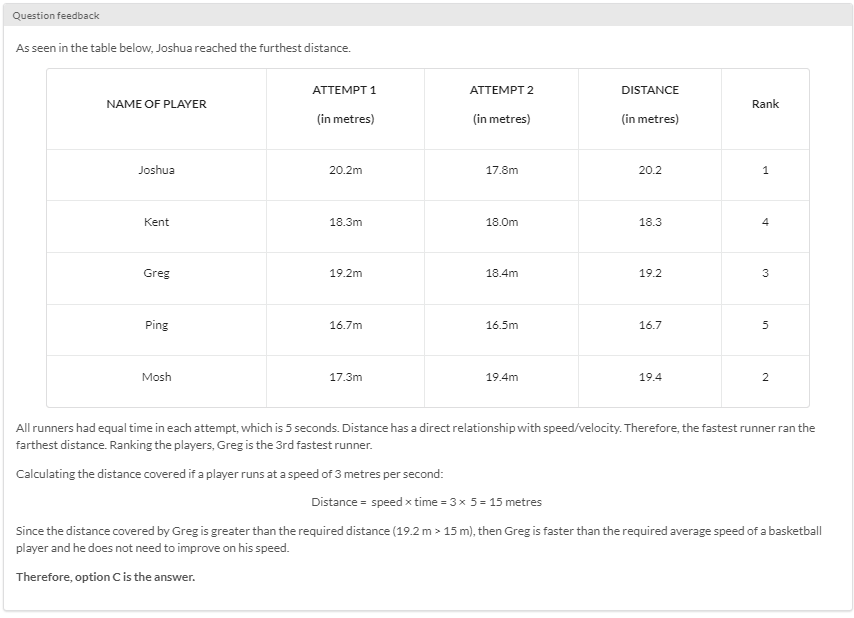 Question feedback
As seen in the table below, Joshua reached the furthest distance.
NAME OF PLAYER ATTEMPT 1 (in metres) ATTEMPT 2 (in metres) DISTANCE (in metres) Rank
Joshua 20.2m 17.8m 20.2 1
Kent 18.3m 18.0m 18.3 4
Greg 19.2m 18.4m 19.2 3
Ping 16.7m 16.5m 16.7 5
Mosh 17.3m 19.4m 19.4 2
All runners had equal time in each attempt, which is 5 seconds. Distance has a direct relationship with speed/velocity. Therefore, the fastest runner ran the
farthest distance. Ranking the players, Greg is the 3rd fastest runner.
Calculating the distance covered if a player runs at a speed of 3 metres per second:
Distance = speed × time = 3 × 5 = 15 metres
Since the distance covered by Greg is greater than the required distance (19.2 m > 15 m), then Greg is faster than the required average speed of a basketball
player and he does not need to improve on his speed.
Therefore, option C is the answer.